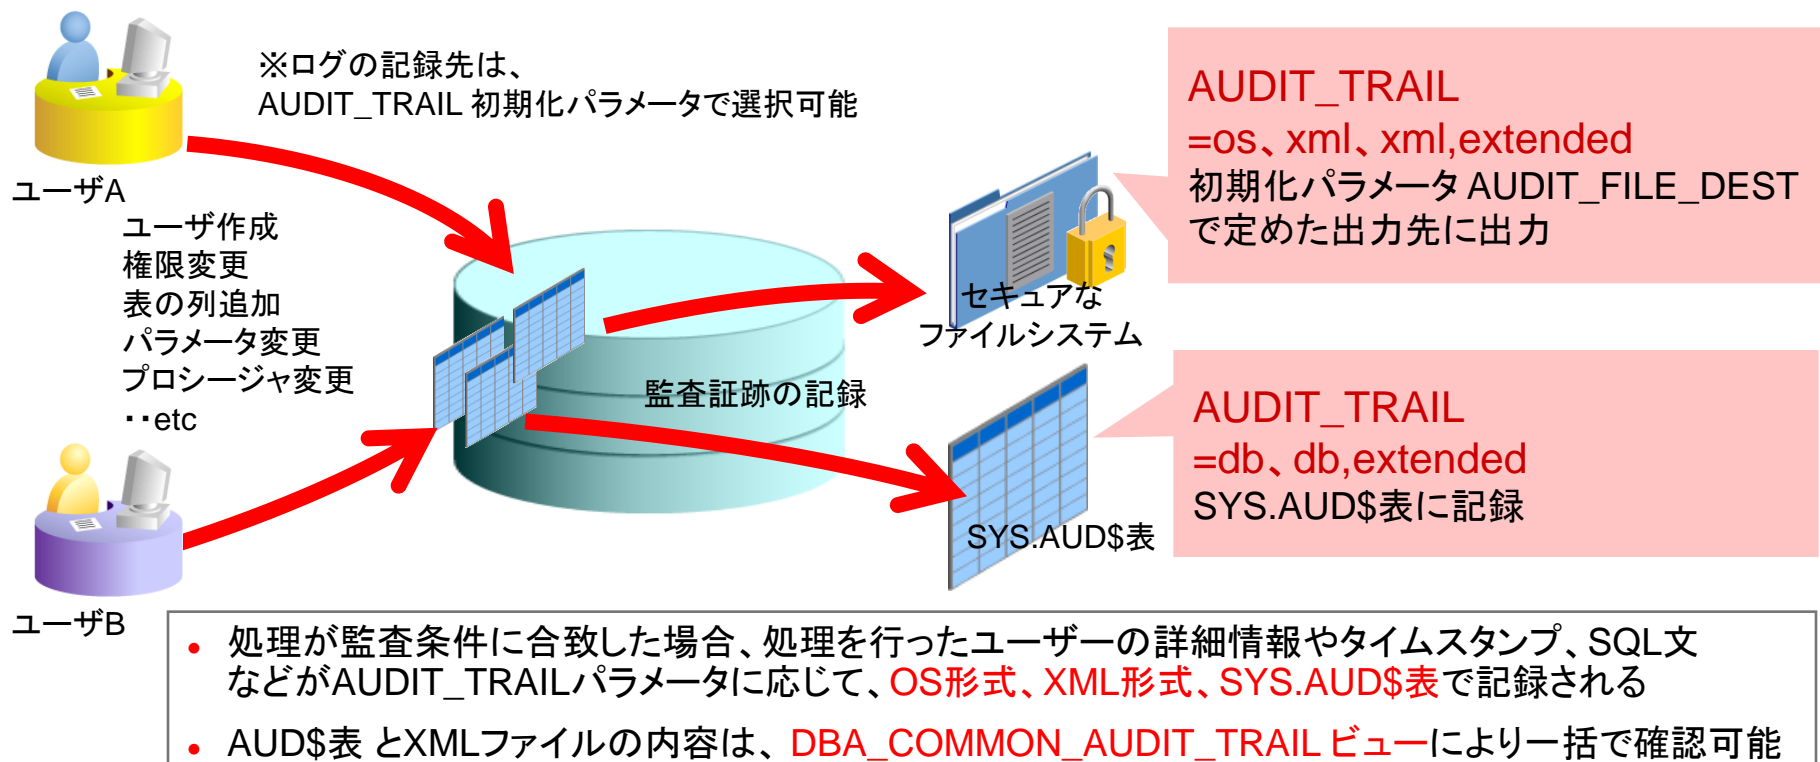 ※ログの記録先は、
AUDIT_TRAIL 初期化パラメータで選択可能
ユーザA
ユーザ作成
権限変更
表の列追加
パラメータ変更
プロシージャ変更
・・etc
ユーザB
監査証跡の記録
セキュアな
ファイルシステム
SYS.AUD$表
AUDIT_TRAIL
=os、xml、xml,extended
初期化パラメータ AUDIT_FILE_DEST
で定めた出力先に出力
AUDIT_TRAIL
=db、db,extended
SYS.AUD$表に記録
• 処理が監査条件に合致した場合、処理を行ったユーザーの詳細情報やタイムスタンプ、SQL文
などがAUDIT_TRAILパラメータに応じて、OS形式、XML形式、SYS.AUD$表で記録される
• AUD$表 とXMLファイルの内容は、DBA_COMMON_AUDIT_TRAIL ビューにより一括で確認可能